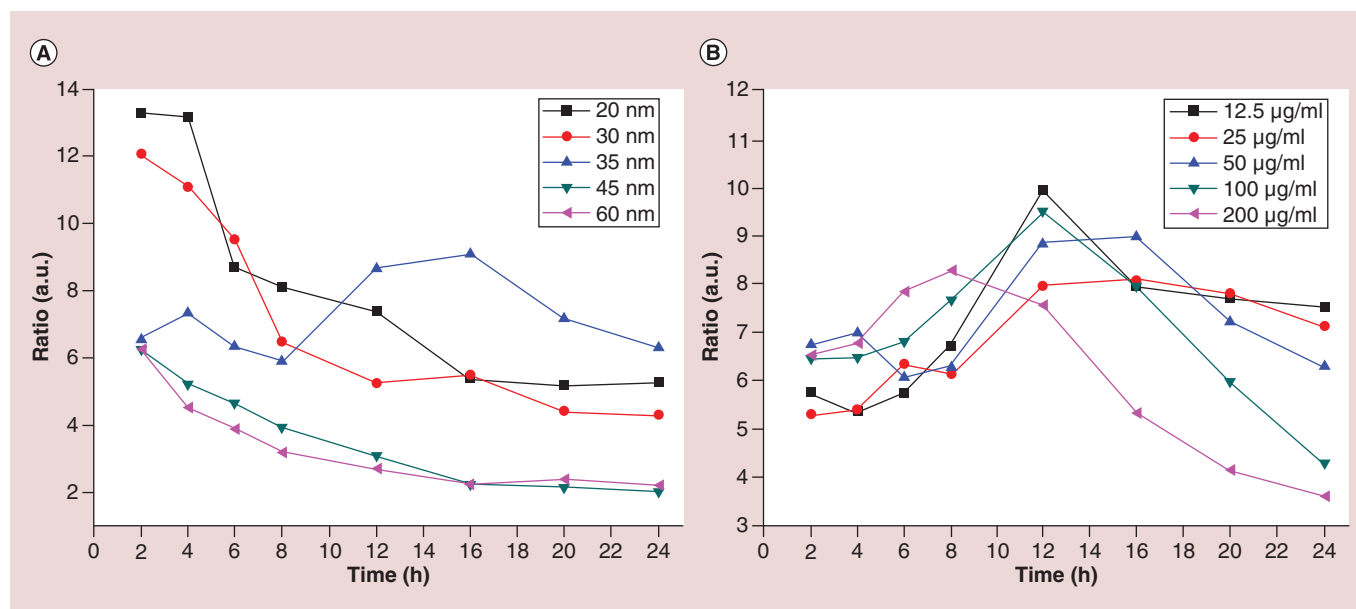 A
Ratio (a.u.)
14
12
10
8
6
4
2
0 2 4 6 8 10 12 14 16 18 20 22 24
Time (h)
20 nm
30 nm
35 nm
45 nm
60 nm
B
Ratio (a.u.)
12
11
10
9
8
7
6
5
4
3
0 2 4 6 8 10 12 14 16 18 20 22 24
Time (h)
12.5 µg/ml
25 µg/ml
50 µg/ml
100 µg/ml
200 µg/ml